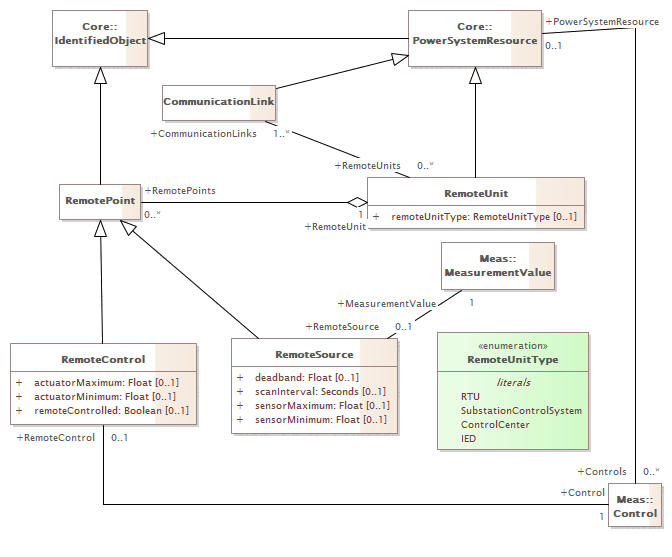 Core::
IdentifiedObject
Core::
PowerSystemResource
+PowerSystemResource
0..1
CommunicationLink
+CommunicationLinks
1..*
+RemoteUnits
0..*
RemotePoint
+RemotePoints
0..*
1
+RemoteUnit
RemoteUnit
+ remoteUnitType: RemoteUnitType [0..1]
Meas::
MeasurementValue
+MeasurementValue
1
+RemoteSource
0..1
RemoteControl
+ actuatorMaximum: Float [0..1]
+ actuatorMinimum: Float [0..1]
+ remoteControlled: Boolean [0..1]
+RemoteControl
0..1
RemoteSource
+ deadband: Float [0..1]
+ scanInterval: Seconds [0..1]
+ sensorMaximum: Float [0..1]
+ sensorMinimum: Float [0..1]
«enumeration»
RemoteUnitType
literals
RTU
SubstationControlSystem
ControlCenter
IED
+Controls
0..*
+Control
1
Meas::
Control